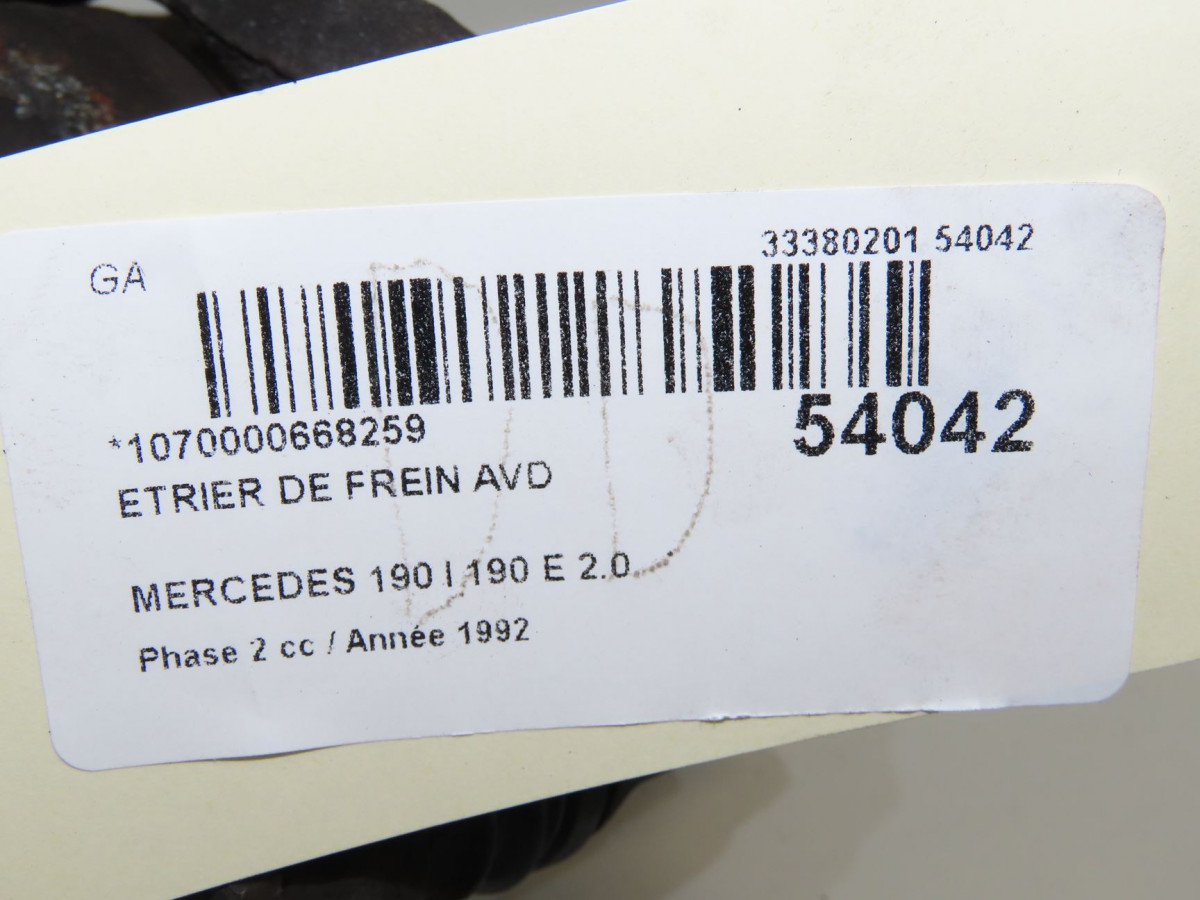 33380201 54042
GA
*1070000668259
54042
ETRIER DE FREIN AVD
MERCEDES 190 I 190 E 2.0
Phase 2 cc / Année 1992